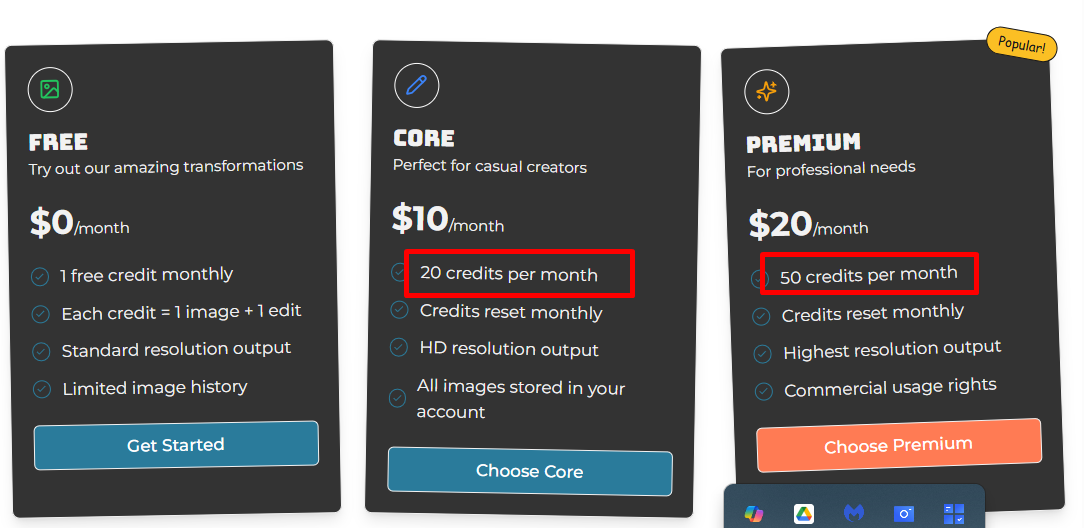 Popular!
FREE
Try out our amazing transformations
$0/month
1 free credit monthly
Each credit = 1 image + 1 edit
Standard resolution output
Limited image history
Get Started
CORE
Perfect for casual creators
$10/month
20 credits per month
Credits reset monthly
HD resolution output
All images stored in your
account
Choose Core
PREMIUM
For professional needs
$20/month
50 credits per month
Credits reset monthly
Highest resolution output
Commercial usage rights
Choose Premium